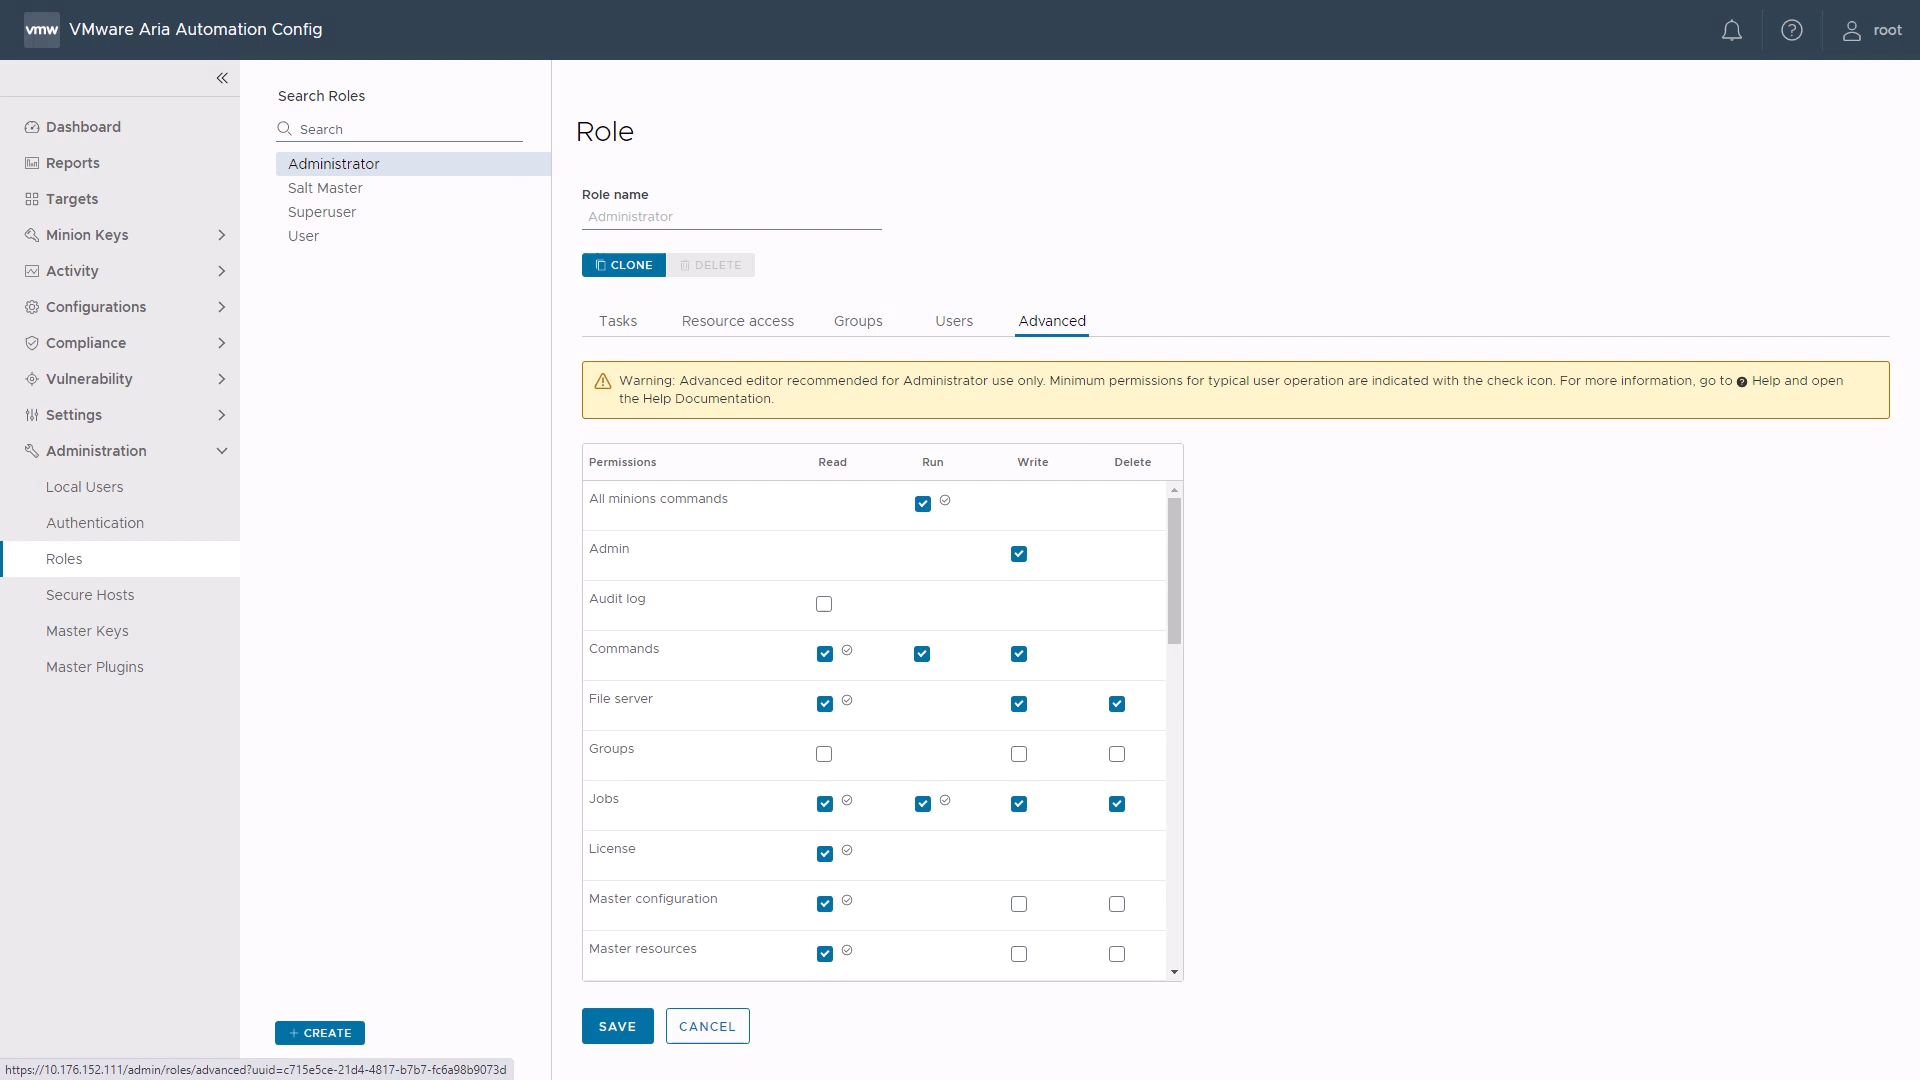 vmw VMware Aria Automation Config
root
Dashboard
Reports
Targets
Minion Keys
Activity
Configurations
Compliance
Vulnerability
Settings
Administration
Local Users
Authentication
Roles
Secure Hosts
Master Keys
Master Plugins
Search Roles
Search
Administrator
Salt Master
Superuser
User
+ CREATE
Role
Role name
Administrator
CLONE DELETE
Tasks Resource access Groups Users Advanced
Warning: Advanced editor recommended for Administrator use only. Minimum permissions for typical user operation are indicated with the check icon. For more information, go to ? Help and open
the Help Documentation.
Permissions Read Run Write Delete
All minions commands
Admin
Audit log
Commands
File server
Groups
Jobs
License
Master configuration
Master resources
SAVE CANCEL
https://10.176.152.111/admin/roles/advanced?uuid=c715e5ce-21d4-4817-b7b7-fc6a98b9073d